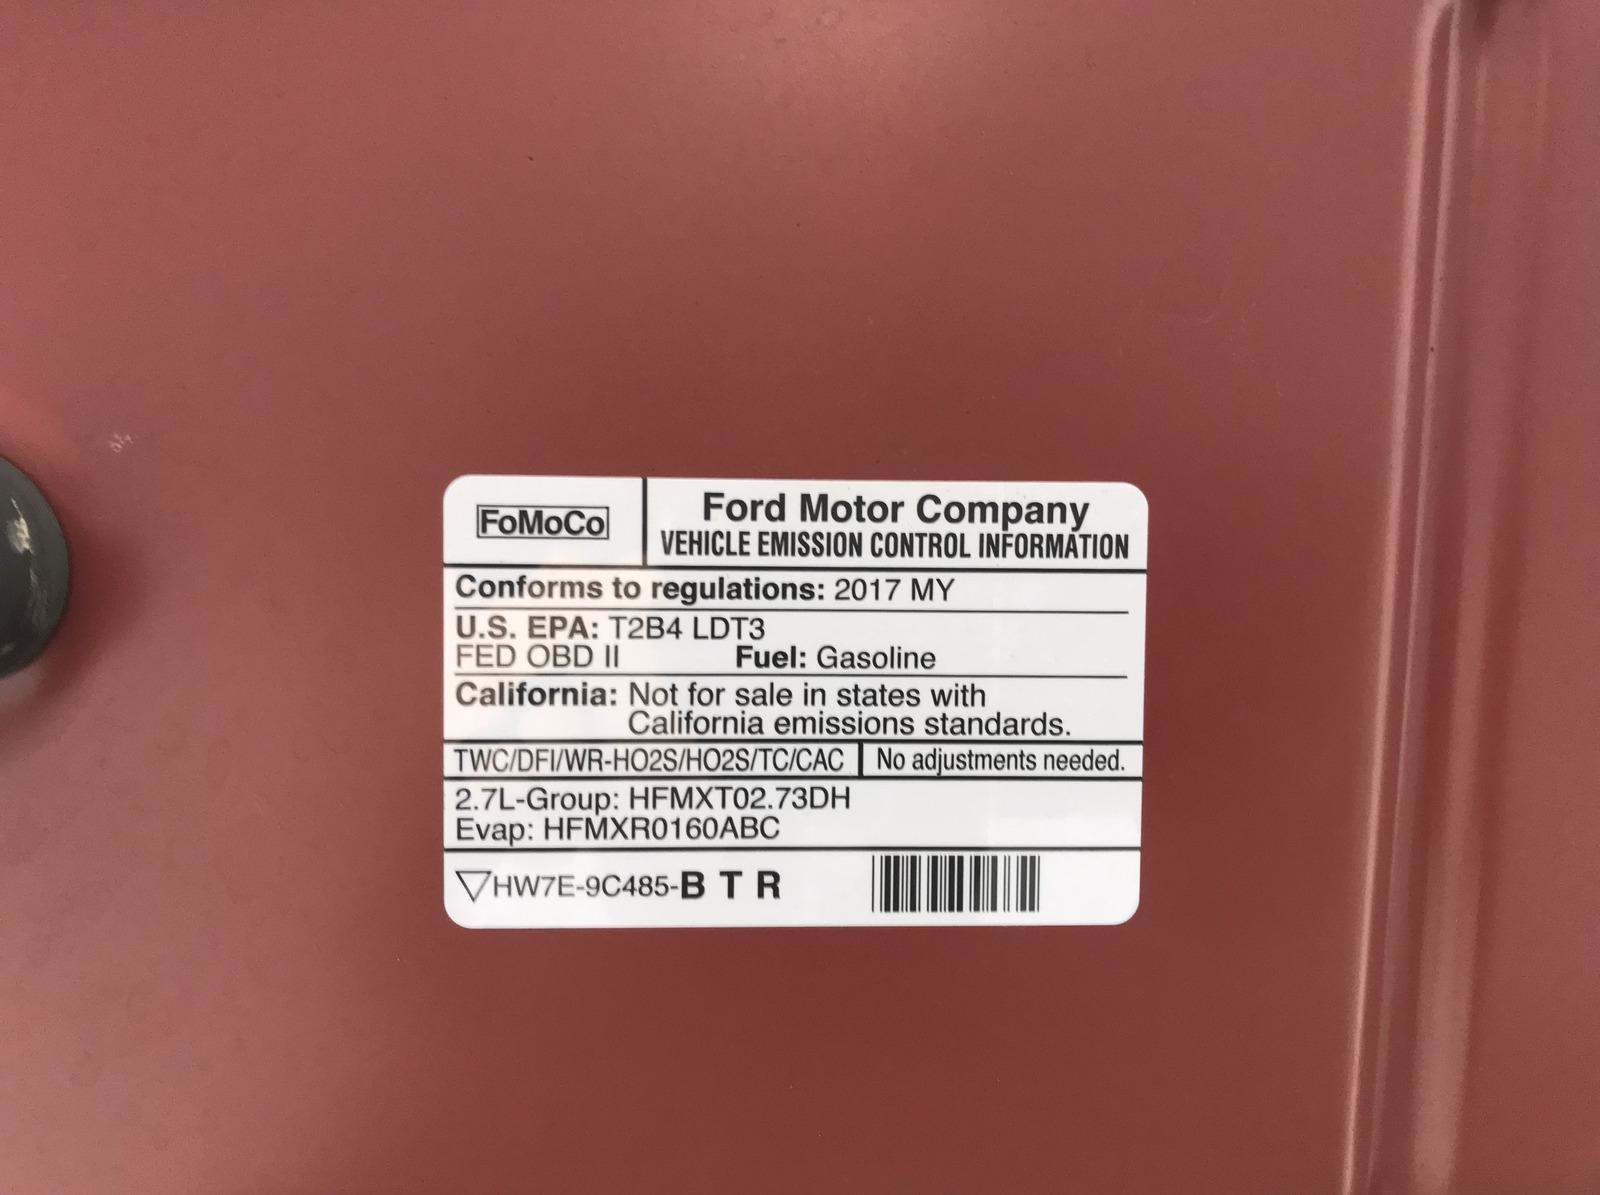 FoMoCo
Ford Motor Company
VEHICLE EMISSION CONTROL INFORMATION
Conforms to regulations: 2017 MY
U.S. EPA: T2B4 LDT3
FED OBD II Fuel: Gasoline
California: Not for sale in states with
California emissions standards.
TWC/DFI/WR-HO2S/HO2S/TC/CAC No adjustments needed.
2.7L-Group: HFMXT02.73DH
Evap: HFMXR0160ABC
HW7E-9C485-B T R